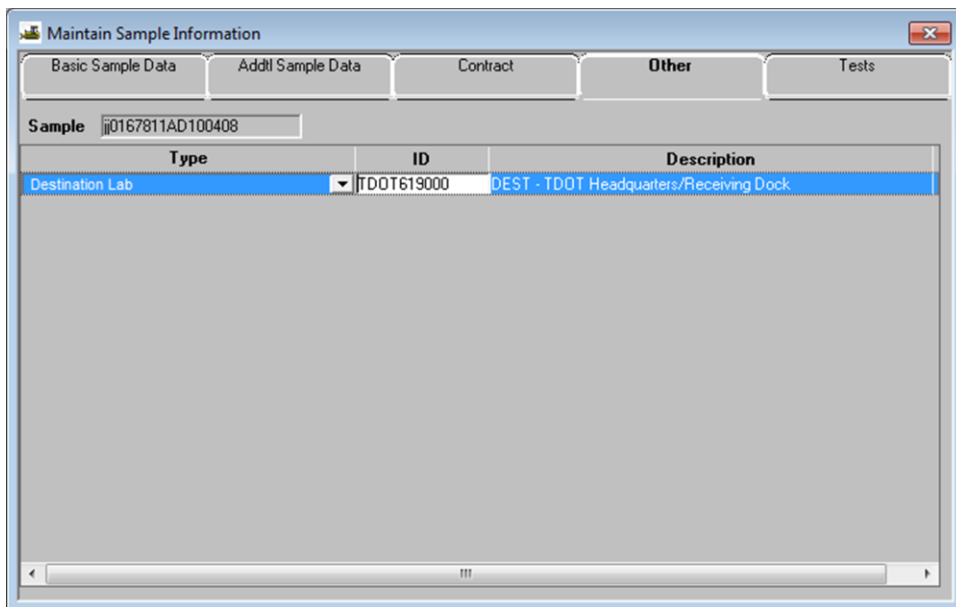 Maintain Sample Information
Basic Sample Data Addtl Sample Data Contract Other Tests
Sample jj0167811AD100408
Type ID Description
Destination Lab TDOT619000 DEST - TDOT Headquarters/Receiving Dock